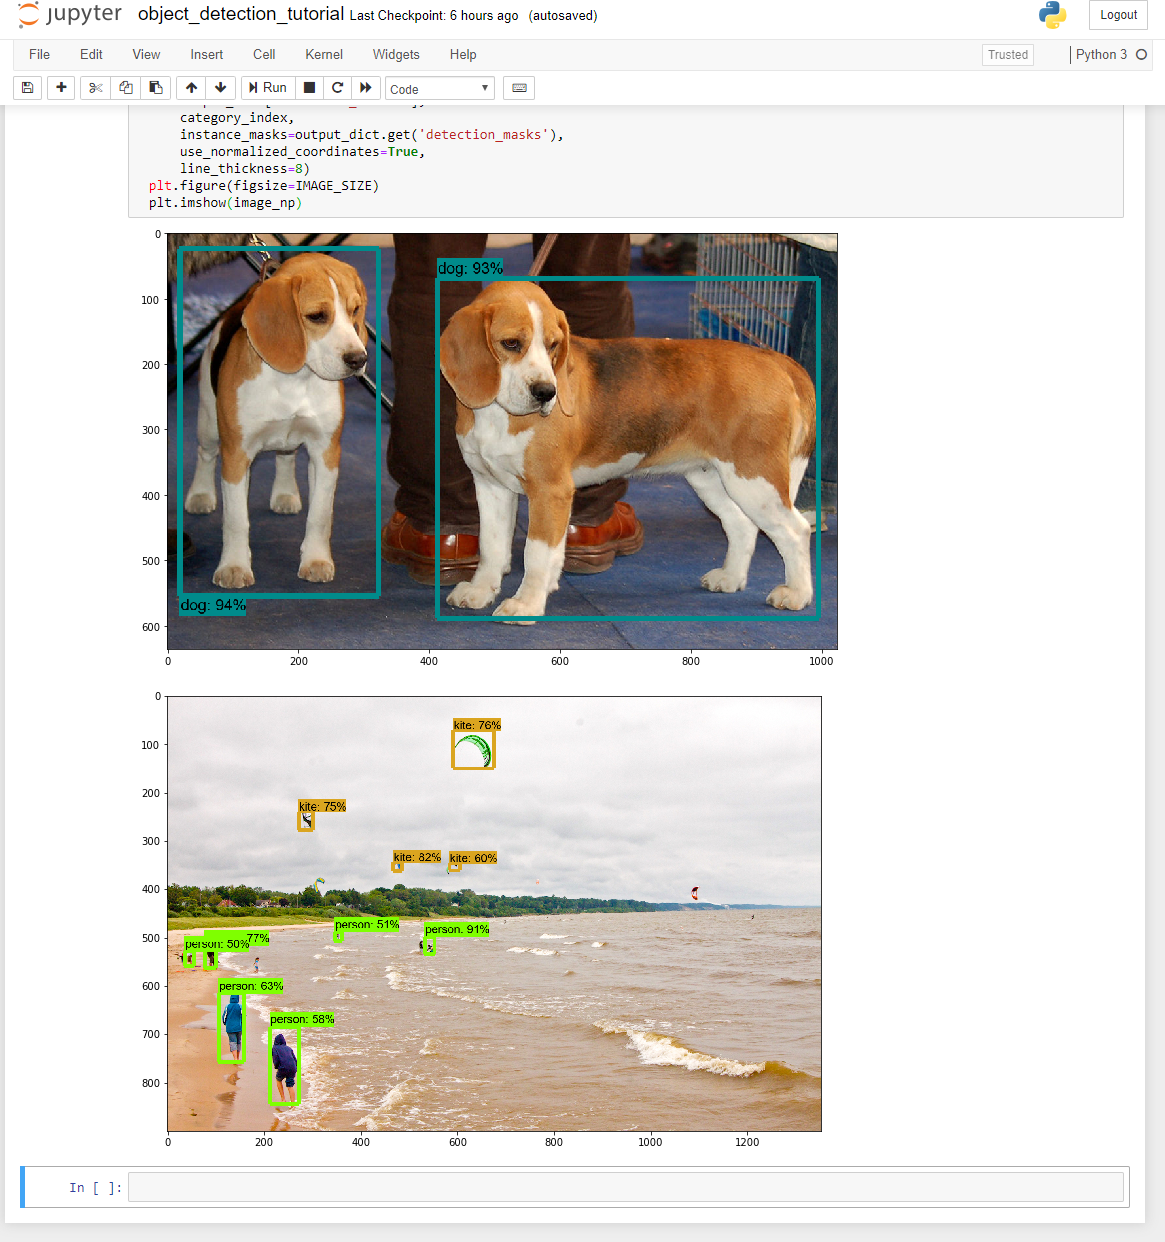 jupyter object_detection_tutorial Last Checkpoint: 6 hours ago (autosaved) Logout
File Edit View Insert Cell Kernel Widgets Help Trusted Python 3
Run Code
category_index,
instance_masks=output_dict.get('detection_masks'),
use_normalized_coordinates=True,
line_thickness=8)
plt.figure(figsize=IMAGE_SIZE)
plt.imshow(image_np)
0
dog: 93%
100
200
300
400
500
dog: 94%
600
0 200 400 600 800 1000
0
kite: 76%
100
200
kite: 75%
300
kite: 82% kite: 60%
400
person: 51%
person: 91%
500
77%
person: 50%
600
person: 63%
person: 58%
700
800
0 200 400 600 800 1000 1200
In [ ]: